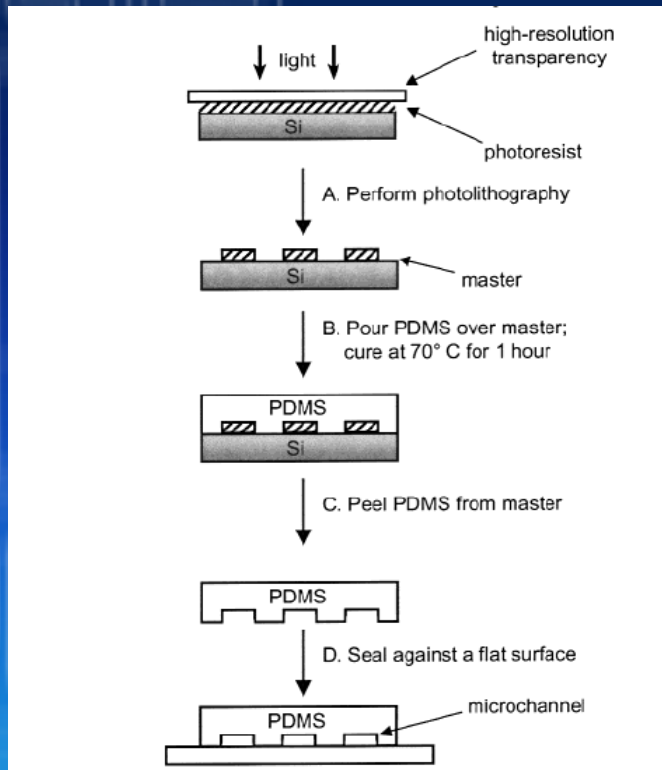 high-resolution
transparency
light
Si
photoresist
A. Perform photolithography
Si
master
B. Pour PDMS over master;
cure at 70° C for 1 hour
PDMS
Si
C. Peel PDMS from master
PDMS
D. Seal against a flat surface
microchannel
PDMS